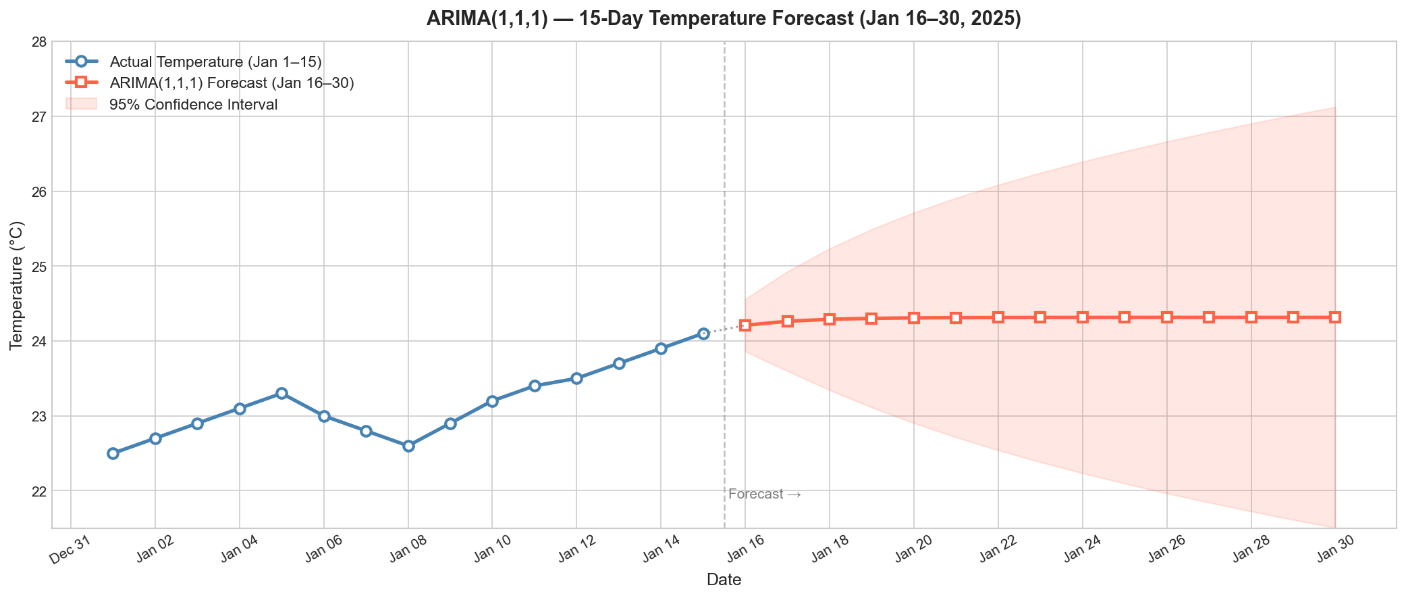 ARIMA(1,1,1) — 15-Day Temperature Forecast (Jan 16–30, 2025)
Actual Temperature (Jan 1–15)
ARIMA(1,1,1) Forecast (Jan 16–30)
95% Confidence Interval
Temperature (°C)
28
27
26
25
24
23
22
Forecast →
Dec 31
Jan 02
Jan 04
Jan 06
Jan 08
Jan 10
Jan 12
Jan 14
Jan 16
Jan 18
Jan 20
Jan 22
Jan 24
Jan 26
Jan 28
Jan 30
Date